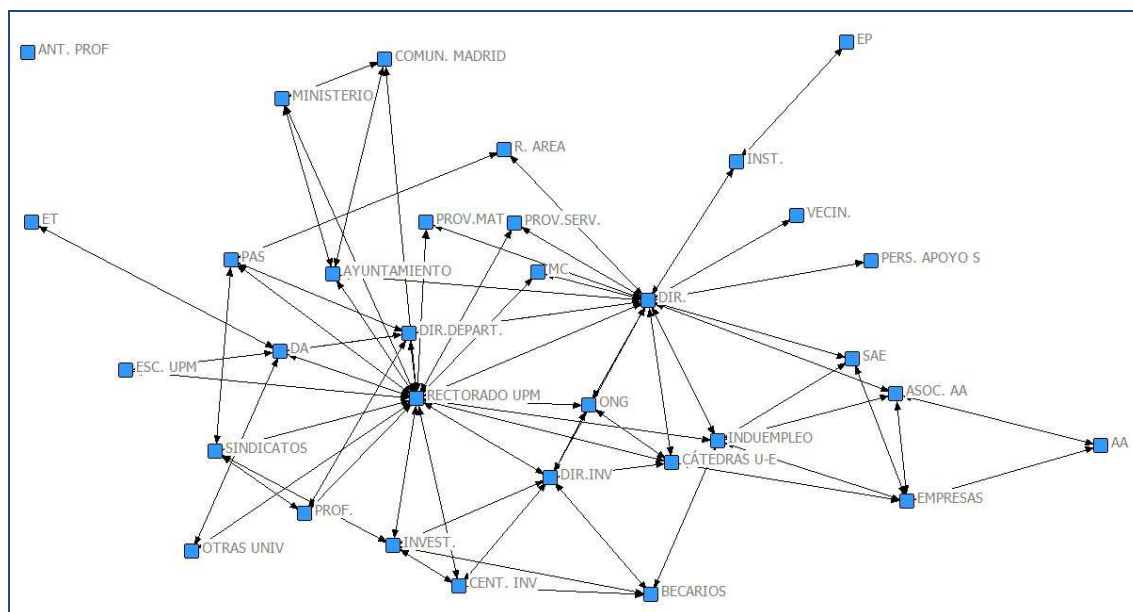 EP
ANT. PROF
COMUN. MADRID
MINISTERIO
R. AREA
INST.
VECIN.
ET
PROV.MAT
PROV.SERV.
PAS
PERS. APOYO S
AYUNTAMIENTO
MC
DIR.
DIR.DEPART.
DA
SAE
ESC. UPM
ASOC. AA
RECTORADO UPM
ONG
INDUEMPLEO
AA
SINDICATOS
CÁTEDRAS U-E
DIR.INV
EMPRESAS
PROF.
INVEST.
OTRAS UNIV
CENT. INV
BECARIOS